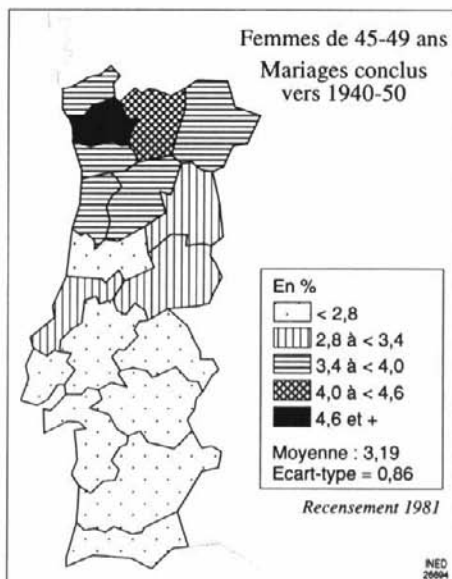 Femmes de 45-49 ans
Mariages conclus
vers 1940-50
En %
< 2,8
2,8 à < 3,4
3,4 à < 4,0
4,0 à < 4,6
4,6 et +
Moyenne : 3,19
Ecart-type = 0,86
Recensement 1981
INED
26694